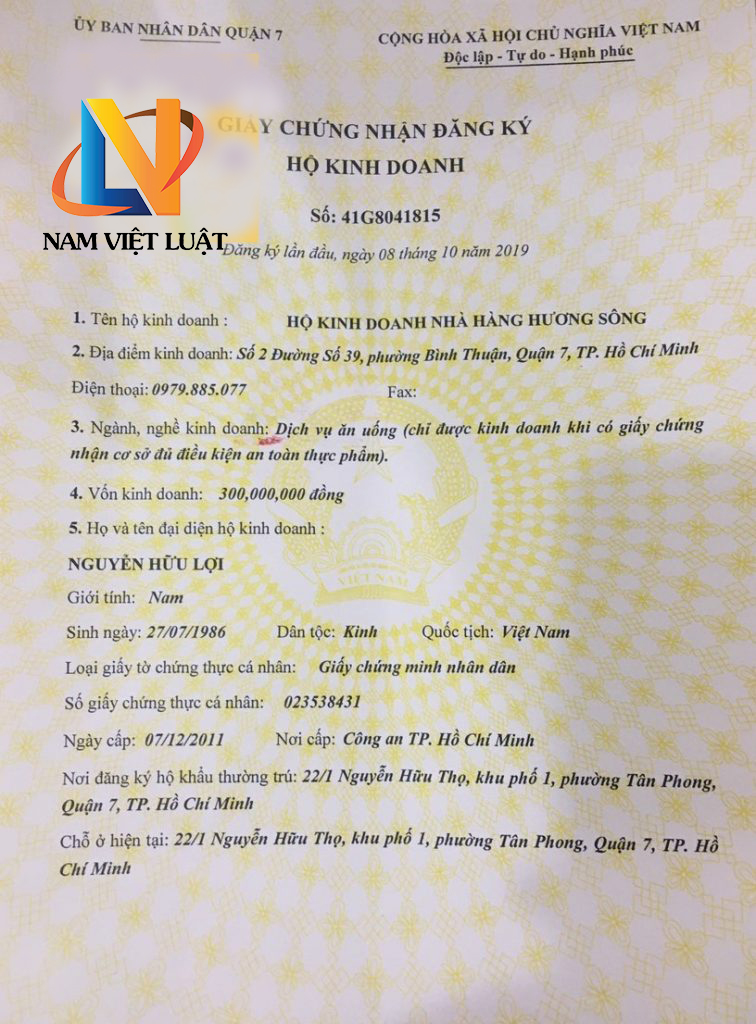 ỦY BAN NHÂN DÂN QUẬN 7
CỘNG HÒA XÃ HỘI CHỦ NGHĨA VIỆT NAM
Độc lập - Tự do - Hạnh phúc
GIẤY CHỨNG NHẬN ĐĂNG KÝ
HỘ KINH DOANH
Số: 41G8041815
NAM VIỆT LUẬT
Đăng ký lần đầu, ngày 08 tháng 10 năm 2019
1. Tên hộ kinh doanh : HỘ KINH DOANH NHÀ HÀNG HƯƠNG SÔNG
2. Địa điểm kinh doanh: Số 2 Đường Số 39, phường Bình Thuận, Quận 7, TP. Hồ Chí Minh
Điện thoại: 0979.885.077 Fax:
3. Ngành, nghề kinh doanh: Dịch vụ ăn uống (chỉ được kinh doanh khi có giấy chứng
nhận cơ sở đủ điều kiện an toàn thực phẩm).
4. Vốn kinh doanh: 300,000,000 đồng
5. Họ và tên đại diện hộ kinh doanh :
NGUYỄN HỮU LỢI
Giới tính: Nam
Sinh ngày: 27/07/1986 Dân tộc: Kinh Quốc tịch: Việt Nam
Loại giấy tờ chứng thực cá nhân: Giấy chứng minh nhân dân
Số giấy chứng thực cá nhân: 023538431
Ngày cấp: 07/12/2011 Nơi cấp: Công an TP. Hồ Chí Minh
Nơi đăng ký hộ khẩu thường trú: 22/1 Nguyễn Hữu Thọ, khu phố 1, phường Tân Phong,
Quận 7, TP. Hồ Chí Minh
Chỗ ở hiện tại: 22/1 Nguyễn Hữu Thọ, khu phố 1, phường Tân Phong, Quận 7, TP. Hồ
Chí Minh
VIỆT NAM